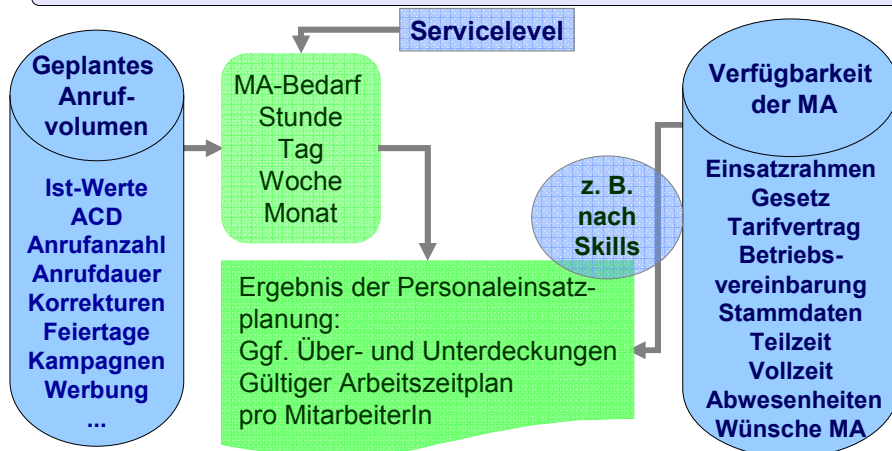 Servicelevel
Geplantes
Anruf-
volumen
Ist-Werte
ACD
Anrufanzahl
Anrufdauer
Korrekturen
Feiertage
Kampagnen
Werbung
...
MA-Bedarf
Stunde
Tag
Woche
Monat
z. B.
nach
Skills
Ergebnis der Personaleinsatz-
planung:
Ggf. Über- und Unterdeckungen
Gültiger Arbeitszeitplan
pro MitarbeiterIn
Verfügbarkeit
der MA
Einsatzrahmen
Gesetz
Tarifvertrag
Betriebs-
vereinbarung
Stammdaten
Teilzeit
Vollzeit
Abwesenheiten
Wünsche MA